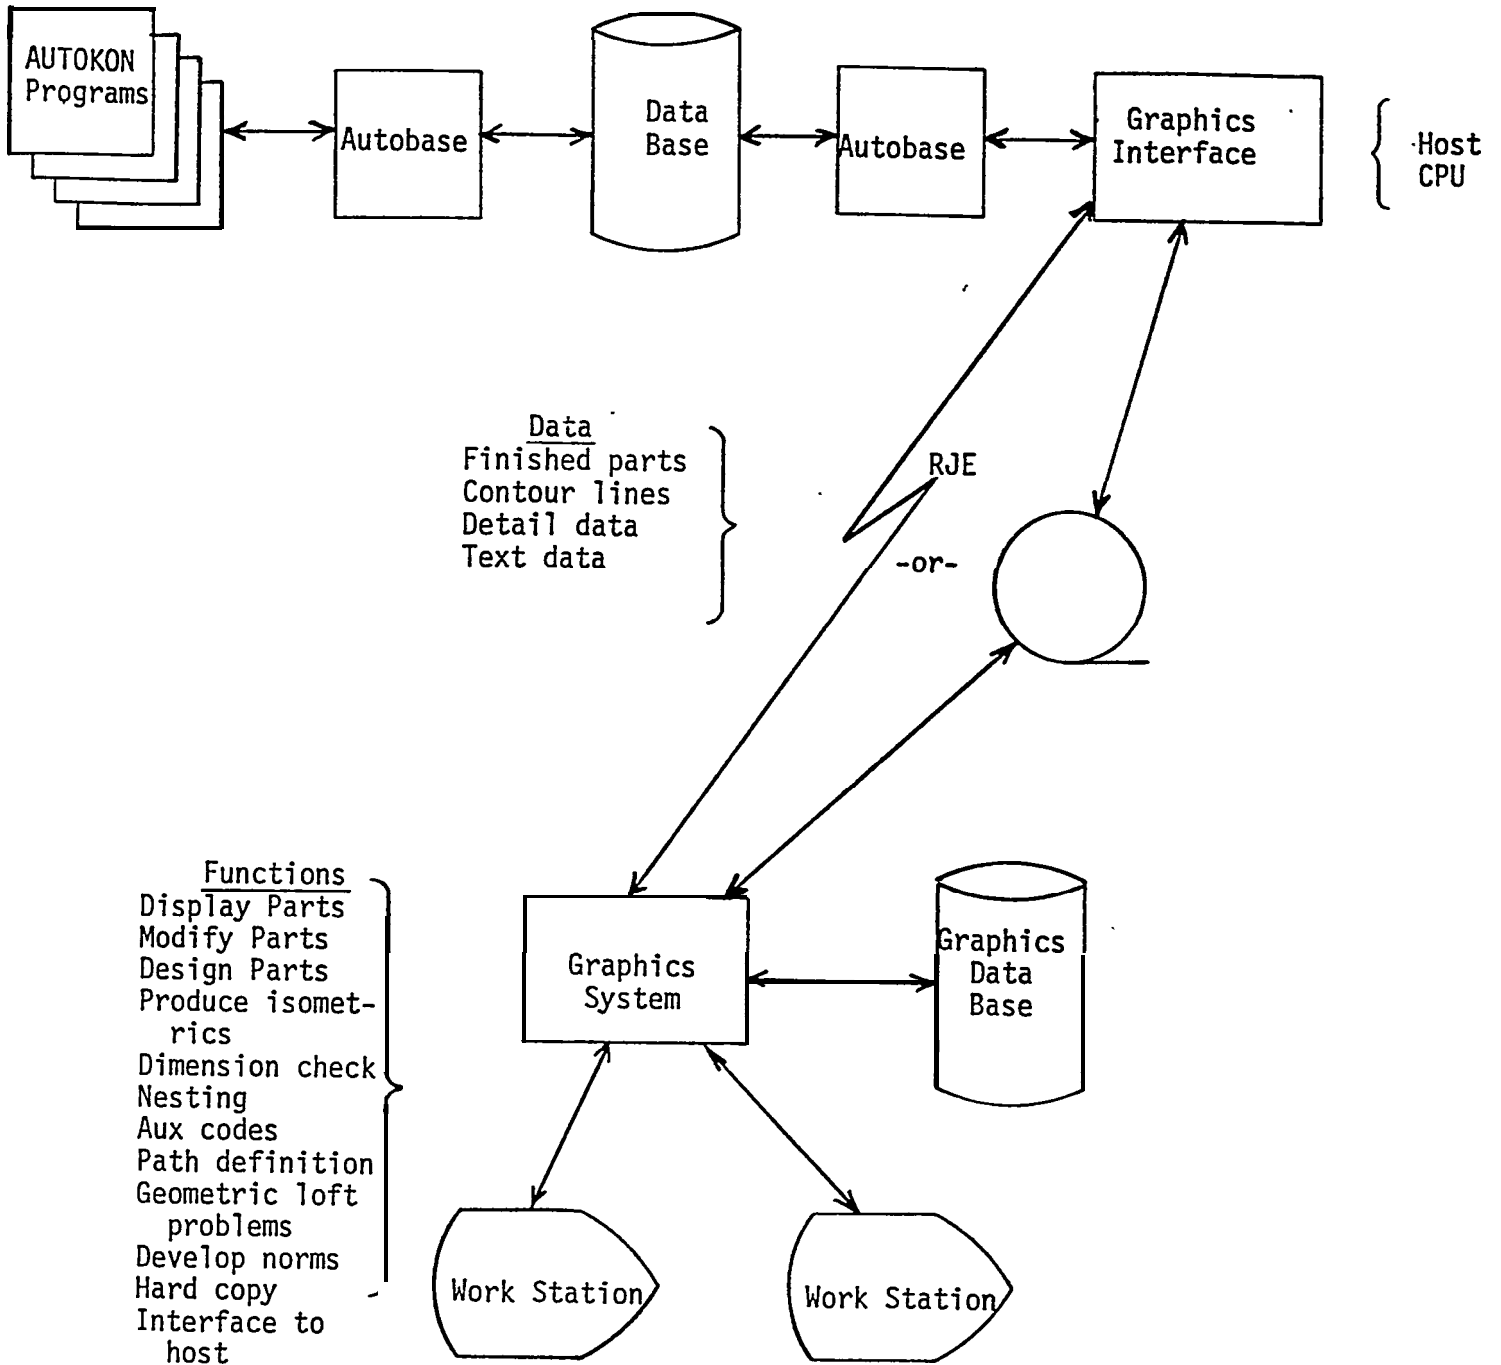 AUTOKON
Programs
Autobase
Data
Base
Autobase
Graphics
Interface
Host
CPU
Data
Finished parts
Contour lines
Detail data
Text data
RJE
-or-
Functions
Display Parts
Modify Parts
Design Parts
Produce isomet-
rics
Dimension check
Nesting
Aux codes
Path definition
Geometric loft
problems
Develop norms
Hard copy
Interface to
host
Graphics
System
Graphics
Data
Base
Work Station
Work Station